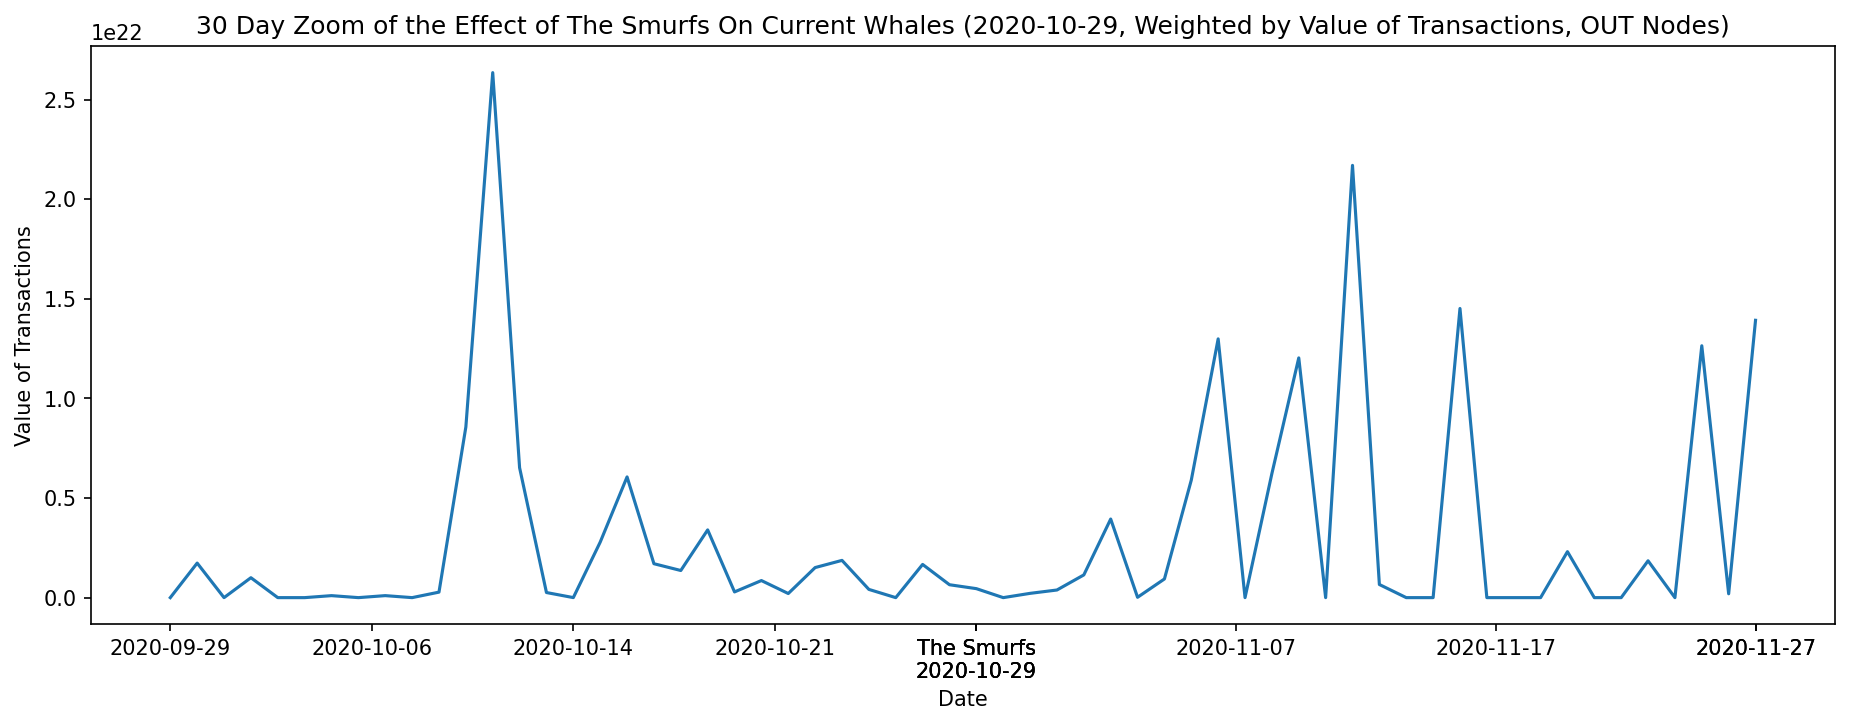 30 Day Zoom of the Effect of The Smurfs On Current Whales (2020-10-29, Weighted by Value of Transactions, OUT Nodes)
1e22
2.5
2.0
1.5
1.0
0.5
0.0
Value of Transactions
2020-09-29 2020-10-06 2020-10-14 2020-10-21 The Smurfs 2020-11-07 2020-11-17 2020-11-27
2020-10-29
Date